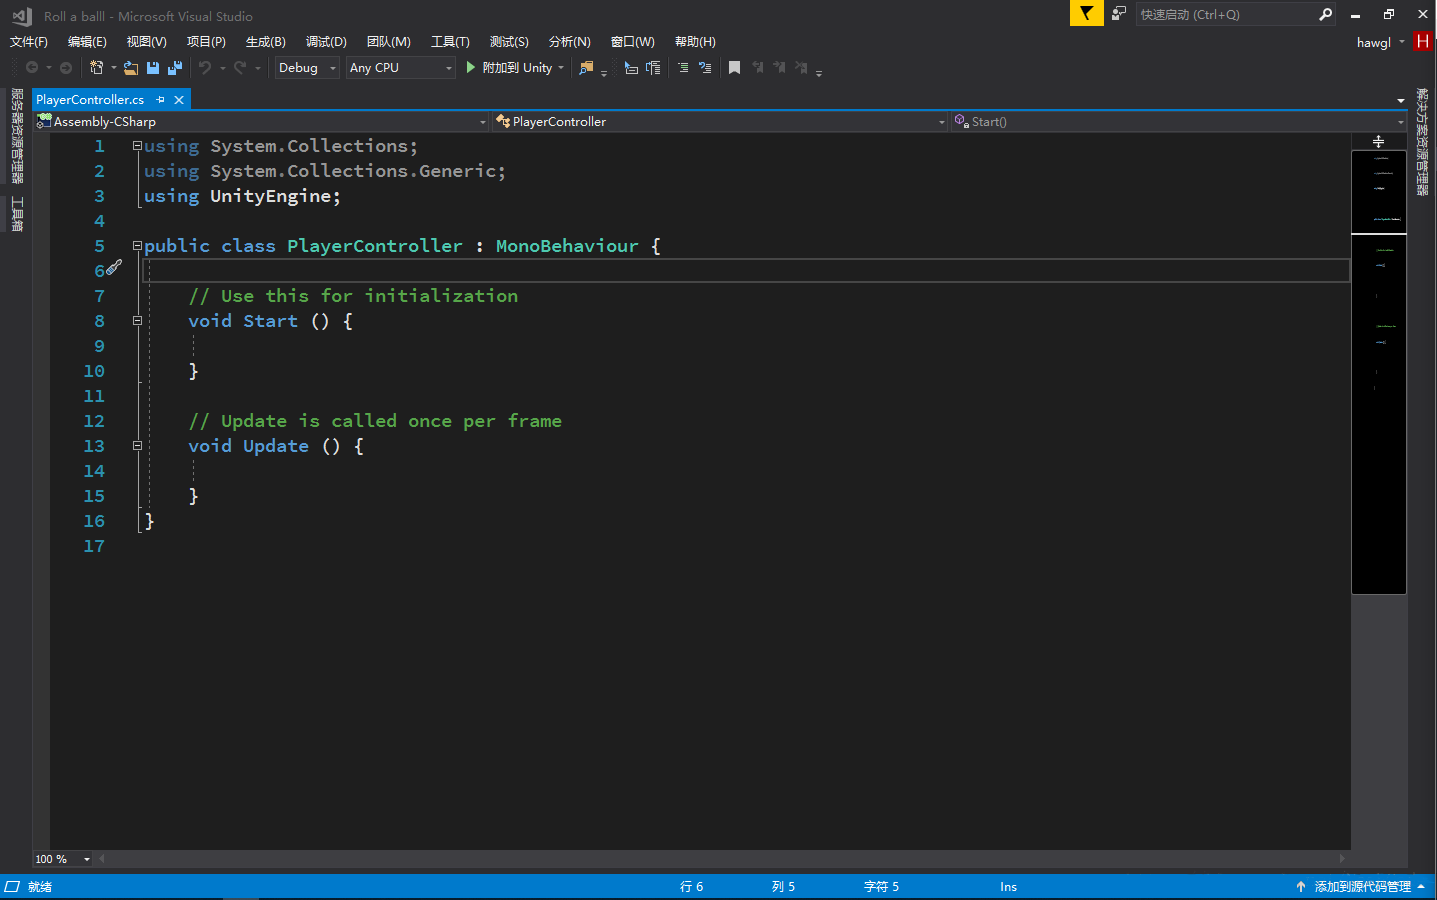 Roll a balll - Microsoft Visual Studio
快速启动 (Ctrl+Q)
文件(F) 编辑(E) 视图(V) 项目(P) 生成(B) 调试(D) 团队(M) 工具(T) 测试(S) 分析(N) 窗口(W) 帮助(H)
hawgl H
Debug Any CPU 附加到 Unity
服务器资源管理器
工具箱
PlayerController.cs
Assembly-CSharp PlayerController Start()
解决方案资源管理器
1 using System.Collections;
2 using System.Collections.Generic;
3 using UnityEngine;
4
5 public class PlayerController : MonoBehaviour {
6
7 // Use this for initialization
8 void Start () {
9
10 }
11
12 // Update is called once per frame
13 void Update () {
14
15 }
16 }
17
100 %
就绪 行 6 列 5 字符 5 Ins 添加到源代码管理